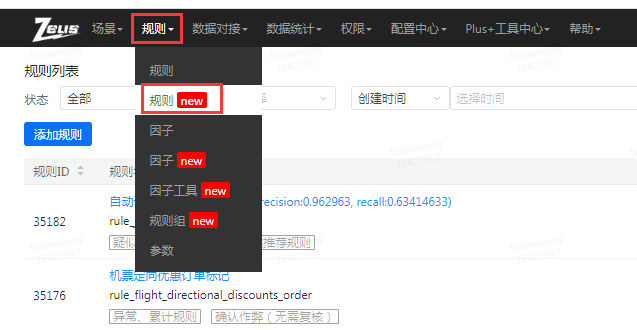 Zeus 场景 规则 数据对接 数据统计 权限 配置中心 Plus+工具中心 帮助
规则列表
状态 全部 择 创建时间 选择时间
添加规则
规则
规则 new
因子
因子 new
因子工具 new
规则组 new
参数
规则ID 规则
35182 自动 recision:0.962963, recall:0.63414633)
rule_
疑似 推荐规则
35176 机票定向优惠订单标记
rule_flight_directional_discounts_order
异常、累计规则 确认作弊（无需复核）